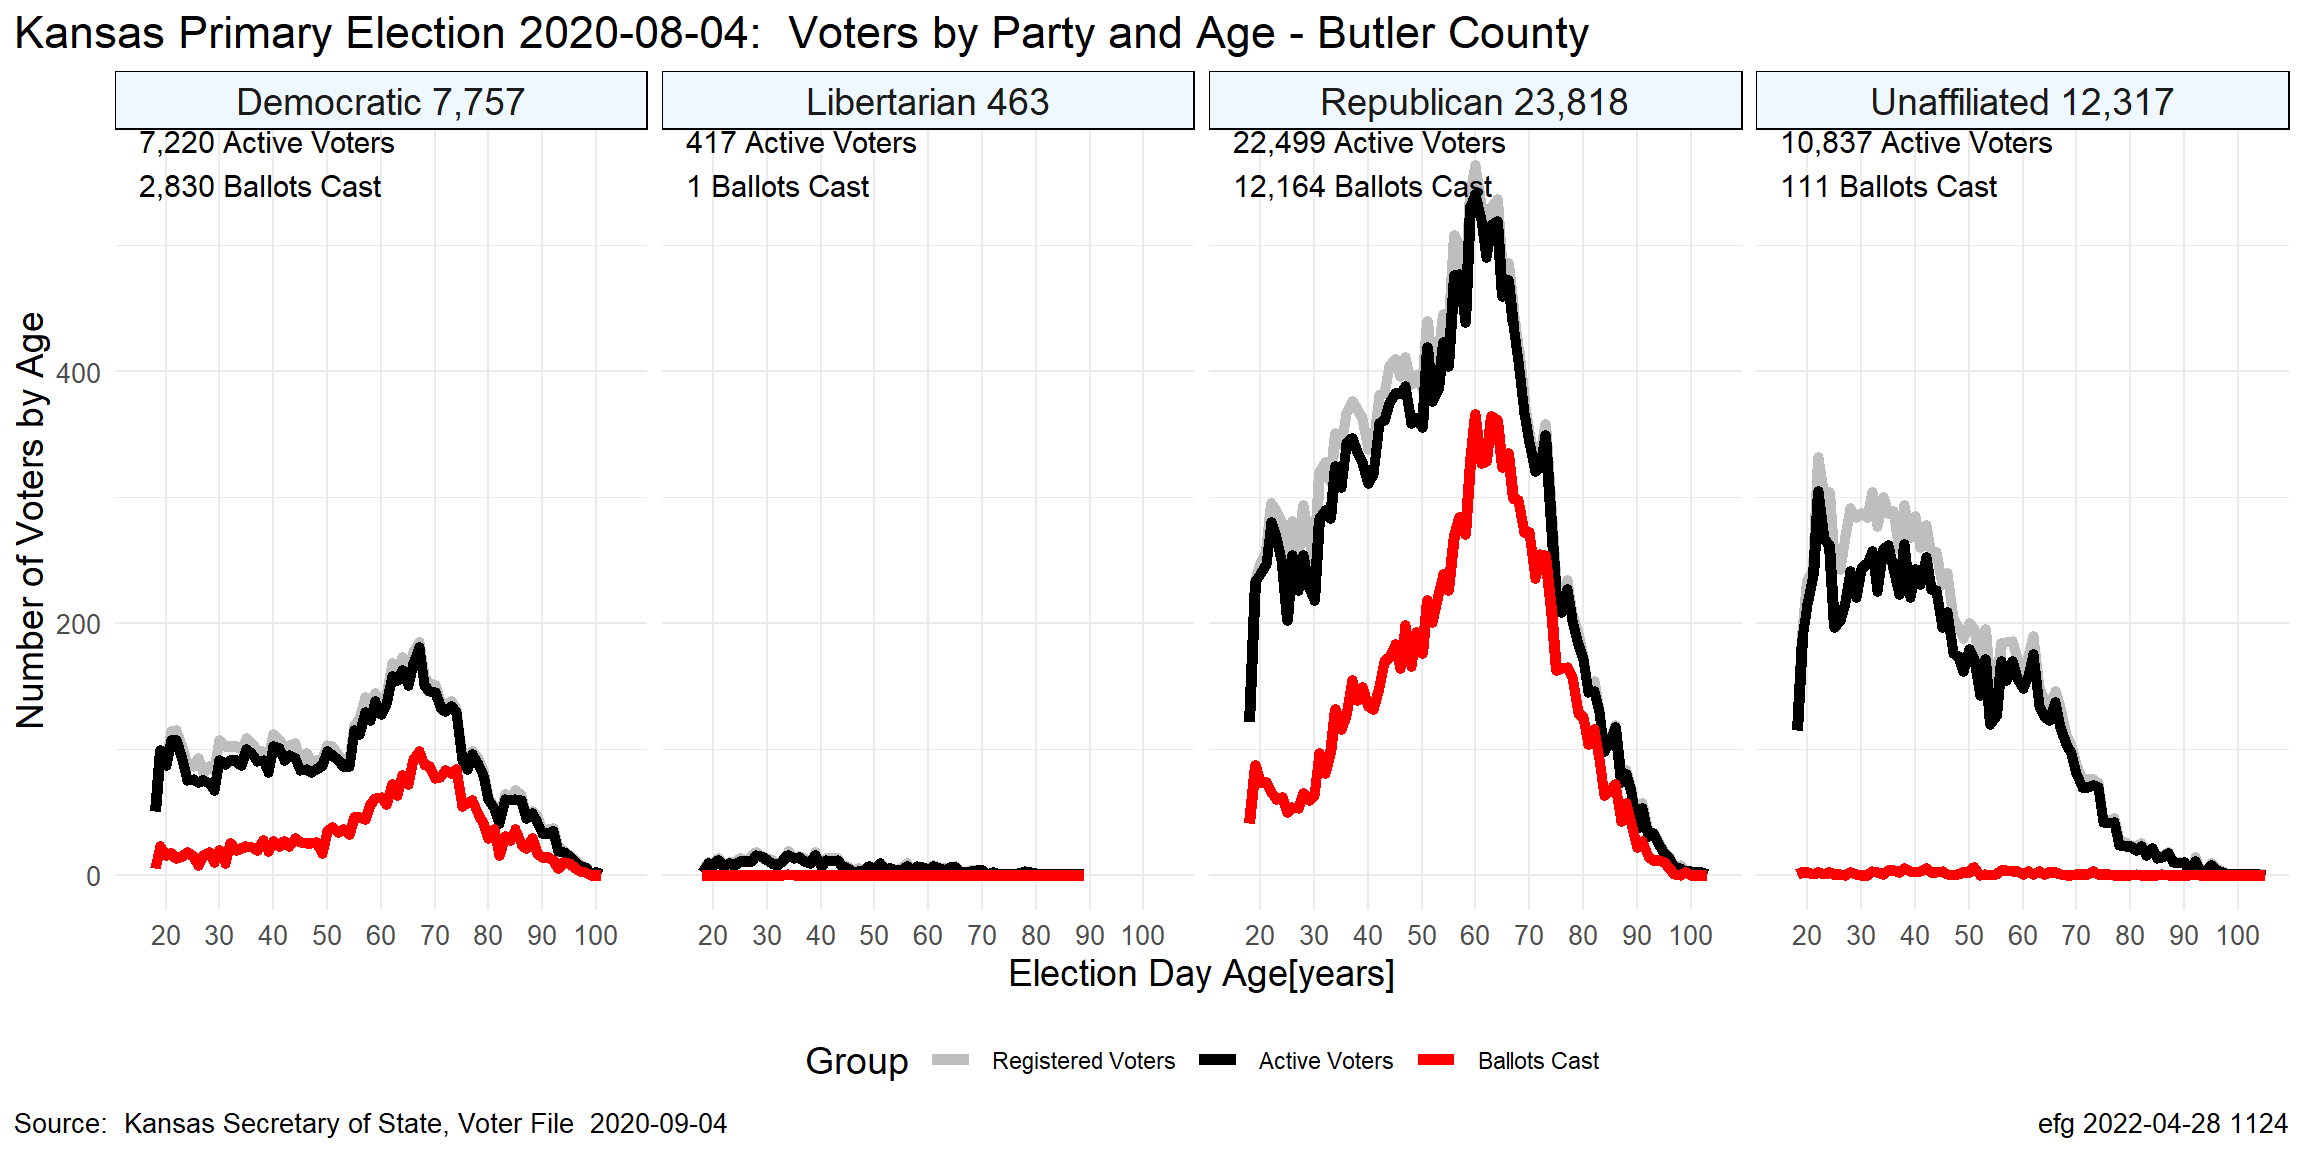 Kansas Primary Election 2020-08-04:  Voters by Party and Age - Butler County
Democratic 7,757
Libertarian 463
Republican 23,818
Unaffiliated 12,317
7,220 Active Voters
2,830 Ballots Cast
417 Active Voters
1 Ballots Cast
22,499 Active Voters
12,164 Ballots Cast
10,837 Active Voters
111 Ballots Cast
Number of Voters by Age
400
200
0
20 30 40 50 60 70 80 90 100
20 30 40 50 60 70 80 90 100
20 30 40 50 60 70 80 90 100
20 30 40 50 60 70 80 90 100
Election Day Age[years]
Group Registered Voters Active Voters Ballots Cast
Source:  Kansas Secretary of State, Voter File  2020-09-04
efg 2022-04-28 1124